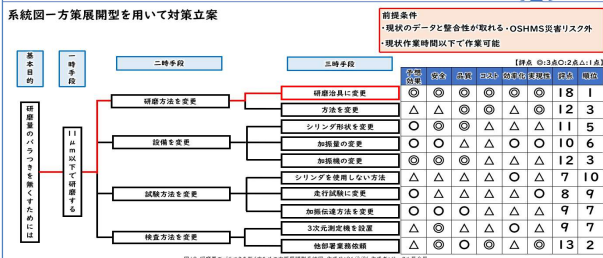 系統図ー方策展開型を用いて対策立案
前提条件
・現状のデータと整合性が取れる・OSHMS災害リスク外
・現状作業時間以下で作業可能
【評点 ◎:3点○:2点△:1点】
基本目的 一時手段 二時手段 三時手段 効果 安全 品質 コスト 効率化 実現性 評点 順位
研磨量のバラつきを無くすためには
11μm以下で研磨する
研磨方法を変更
研磨治具に変更 ◎ ◎ ◎ ◎ ◎ ◎ 18 1
方法を変更 △ △ ◎ ◎ △ ◎ 12 3
設備を変更
シリンダ形状を変更 ○ ◎ ◎ △ △ △ 11 5
加振量の変更 ○ ○ △ △ ○ ○ 10 6
加振機の変更 ◎ ◎ ◎ △ △ △ 12 3
試験方法を変更
シリンダを使用しない方法 △ △ △ △ ○ △ 7 10
走行試験に変更 ○ △ ○ △ △ ○ 8 9
加振伝達方法を変更 ○ ○ ○ △ △ △ 9 7
検査方法を変更
3次元測定機を設置 △ ◎ △ △ ○ △ 9 7
他部署業務依頼 △ ◎ ○ ◎ △ ◎ 13 2